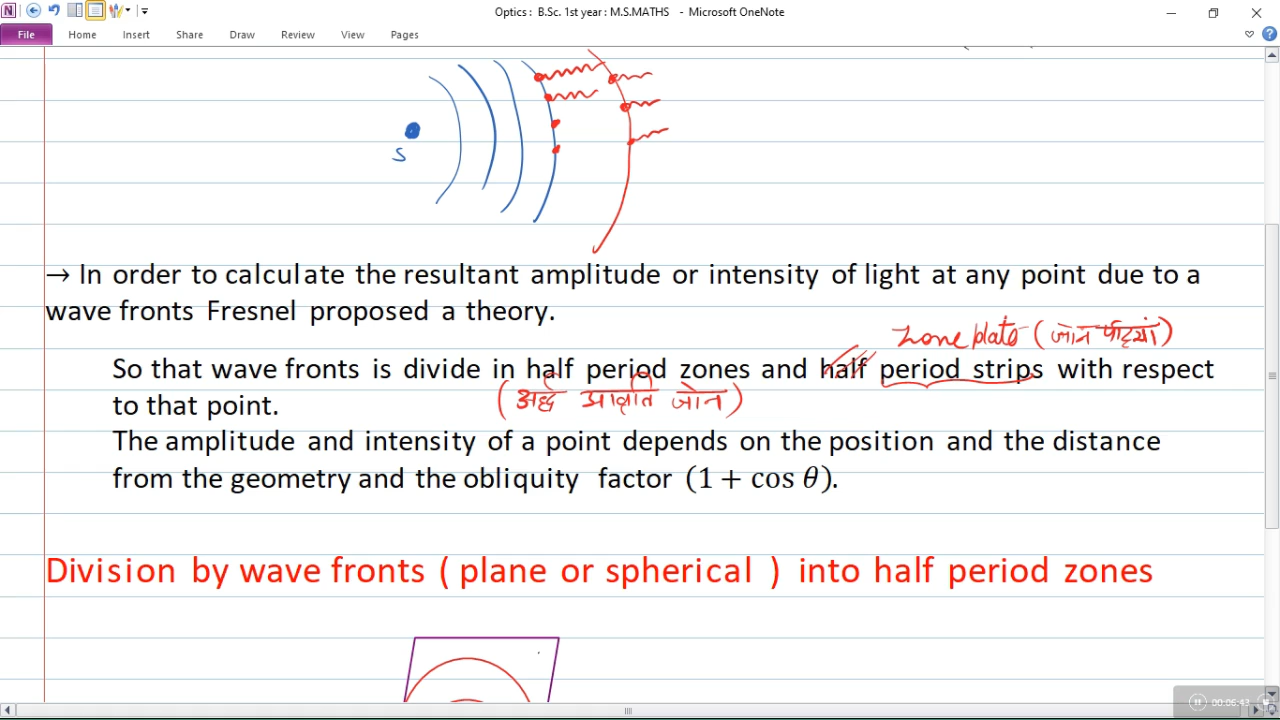 Optics : B.Sc. 1st year : M.S.MATHS - Microsoft OneNote
File Home Insert Share Draw Review View Pages
S
→ In order to calculate the resultant amplitude or intensity of light at any point due to a
wave fronts Fresnel proposed a theory.
zone plate (जोन पट्टियां)
So that wave fronts is divide in half period zones and half period strips with respect
(अर्द्ध जोन)
to that point.
The amplitude and intensity of a point depends on the position and the distance
from the geometry and the obliquity factor (1 + cos θ).
Division by wave fronts ( plane or spherical ) into half period zones
00:06:43